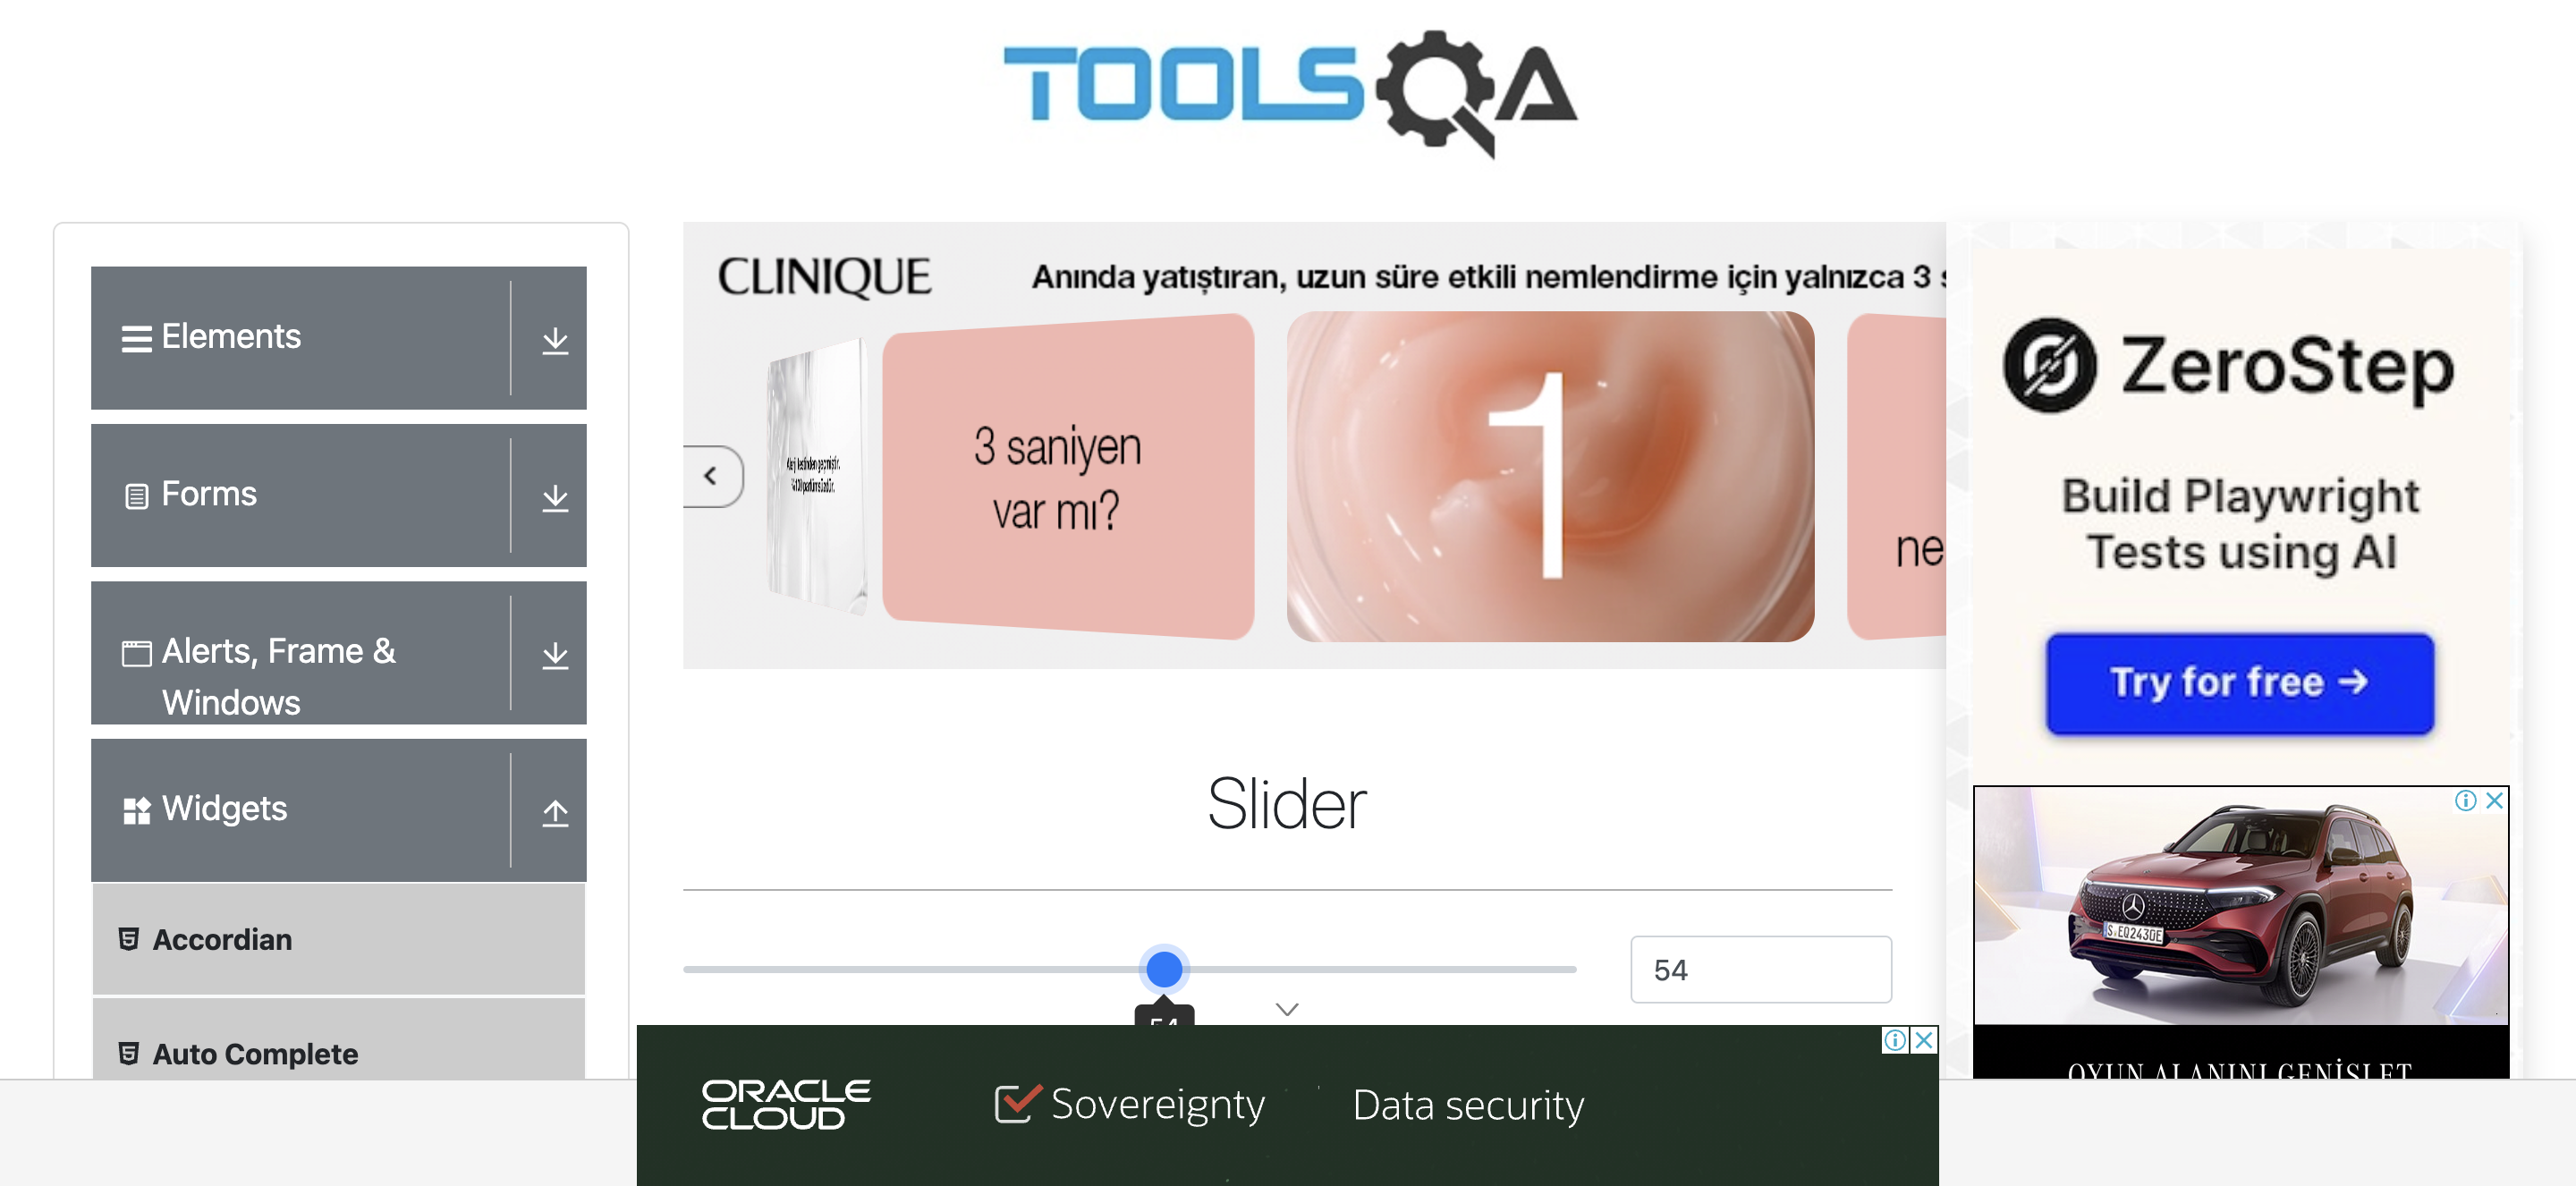 TOOLSQA
Elements
Forms
Alerts, Frame &
Windows
Widgets
Accordian
Auto Complete
CLINIQUE
Anında yatıştıran, uzun süre etkili nemlendirme için yalnızca 3
3 saniyen
var mı?
1
ne
Slider
54
54
ZeroStep
Build Playwright
Tests using AI
Try for free →
S·EQ2430E
OYUN ALANINI GENİŞLET
ORACLE
CLOUD
Sovereignty
Data security